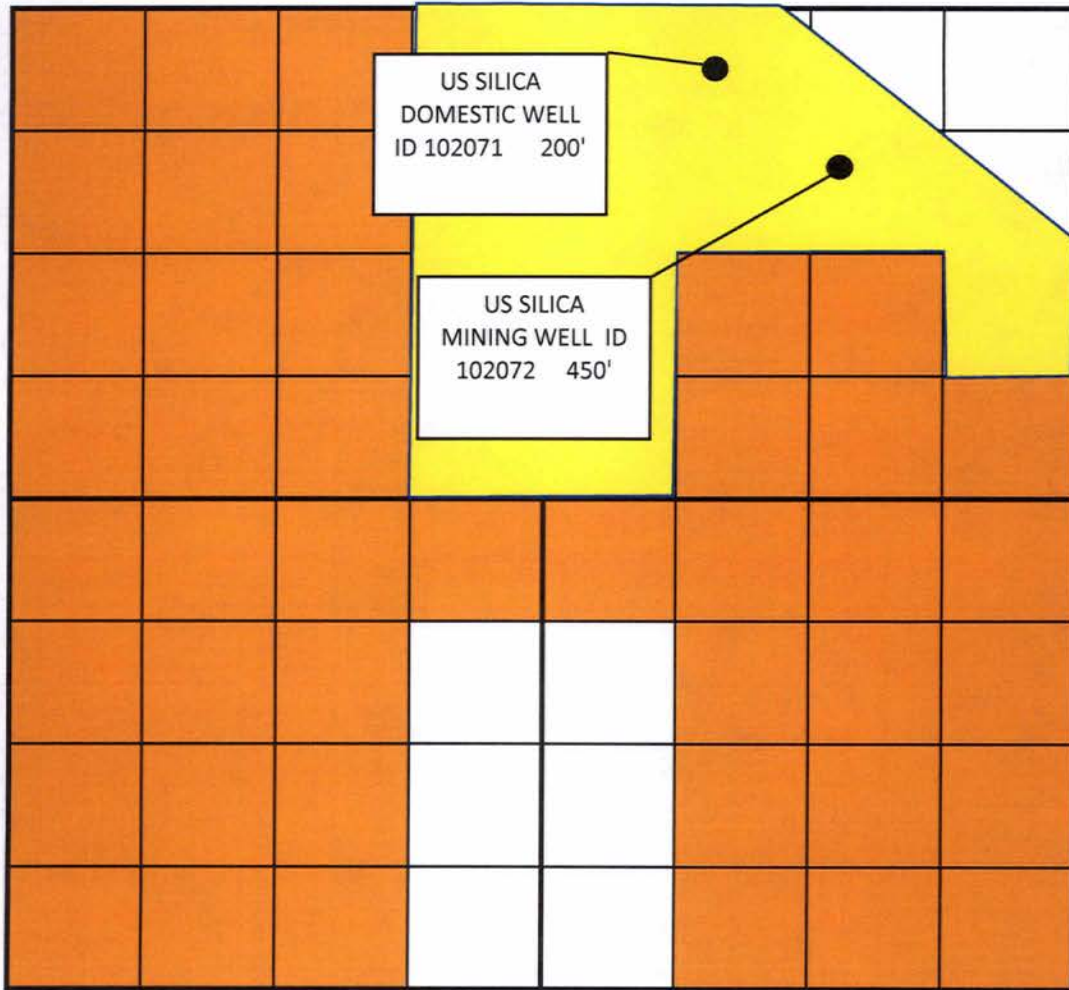 US SILICA
DOMESTIC WELL
ID 102071 200'
US SILICA
MINING WELL ID
102072 450'